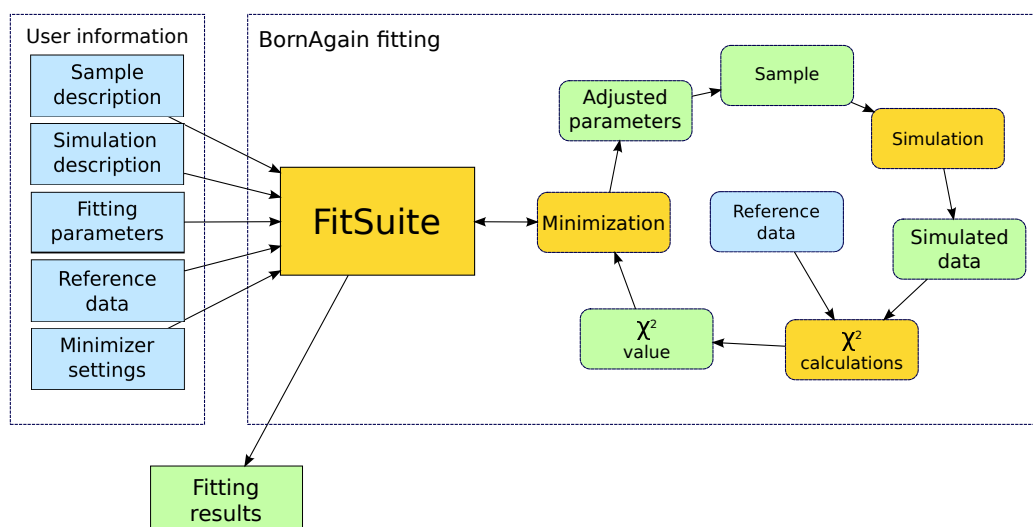 User information
Sample
description
Simulation
description
Fitting
parameters
Reference
data
Minimizer
settings
BornAgain fitting
FitSuite
Minimization
Adjusted
parameters
Sample
Simulation
Reference
data
Simulated
data
χ²
calculations
χ²
value
Fitting
results